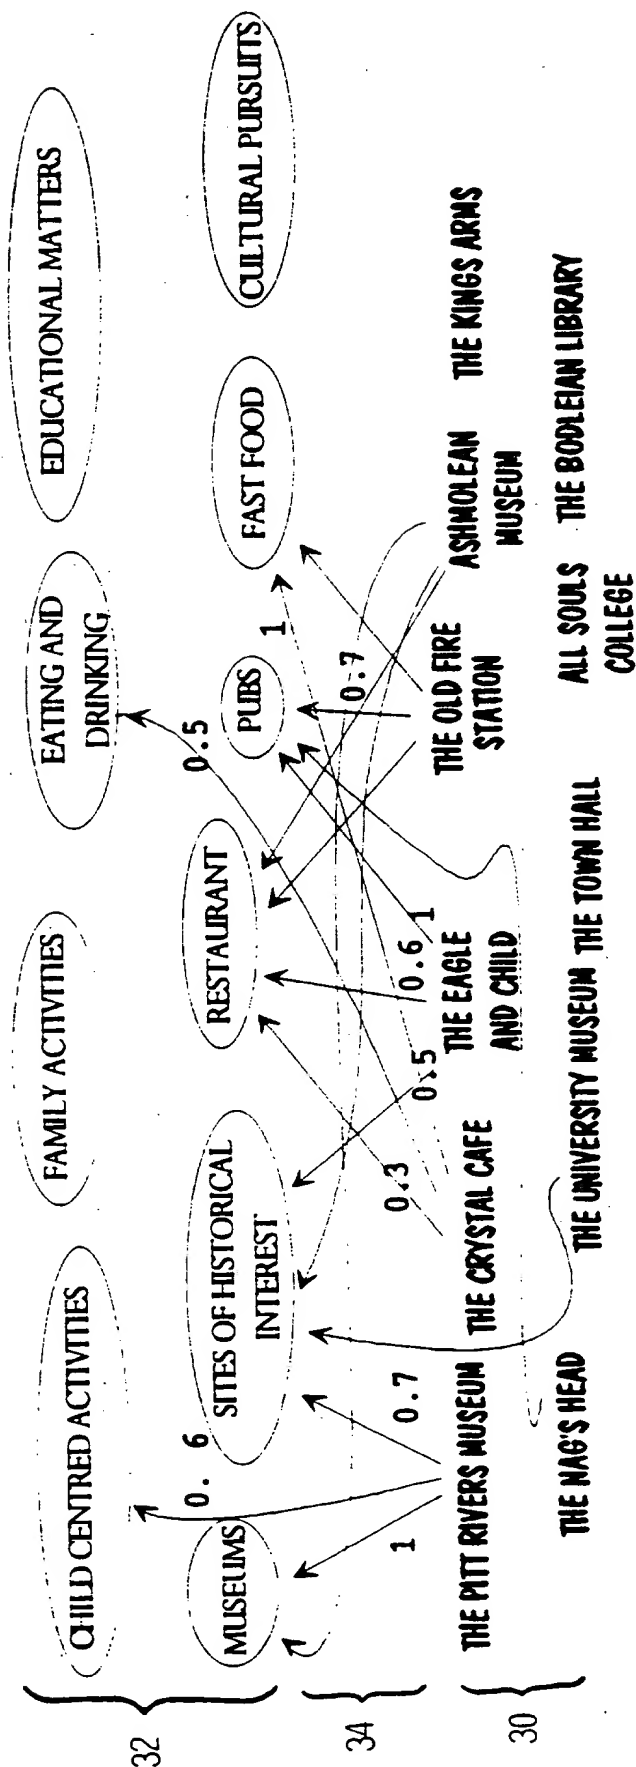 CHILD CENTRED ACTIVITIES
FAMILY ACTIVITIES
EATING AND
DRINKING
EDUCATIONAL MATTERS
32
0.6
0.5
MUSEUMS
SITES OF HISTORICAL
INTEREST
RESTAURANT
PUBS
FAST FOOD
CULTURAL PURSUITS
34
1
0.7
0.3
0.5
0.6
1
0.7
1
30
THE PITT RIVERS MUSEUM
THE CRYSTAL CAFE
THE EAGLE
AND CHILD
THE OLD FIRE
STATION
ASHMOLEAN
MUSEUM
THE KINGS ARMS
THE NAG'S HEAD
THE UNIVERSITY MUSEUM
THE TOWN HALL
ALL SOULS
COLLEGE
THE BODLEIAN LIBRARY